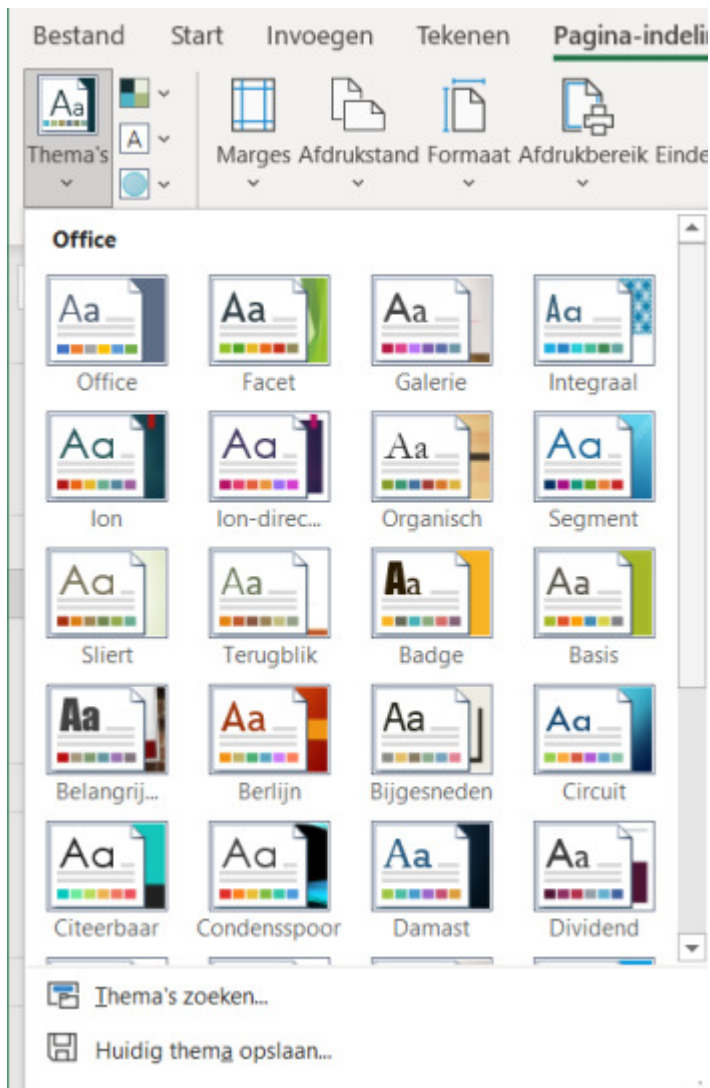 Bestand Start Invoegen Tekenen Pagina-indelin
Aa
A
Thema's Marges Afdrukstand Formaat Afdrukbereik Einde
Office
Aa Aa Aa Aa
Office Facet Galerie Integraal
Aa Aa Aa Aa
Ion Ion-direc... Organisch Segment
Aa Aa Aa Aa
Sliert Terugblik Badge Basis
Aa Aa Aa Aa
Belangrij... Berlijn Bijgesneden Circuit
Aa Aa Aa Aa
Citeerbaar Condensspoor Damast Dividend
Thema's zoeken...
Huidig thema opslaan...